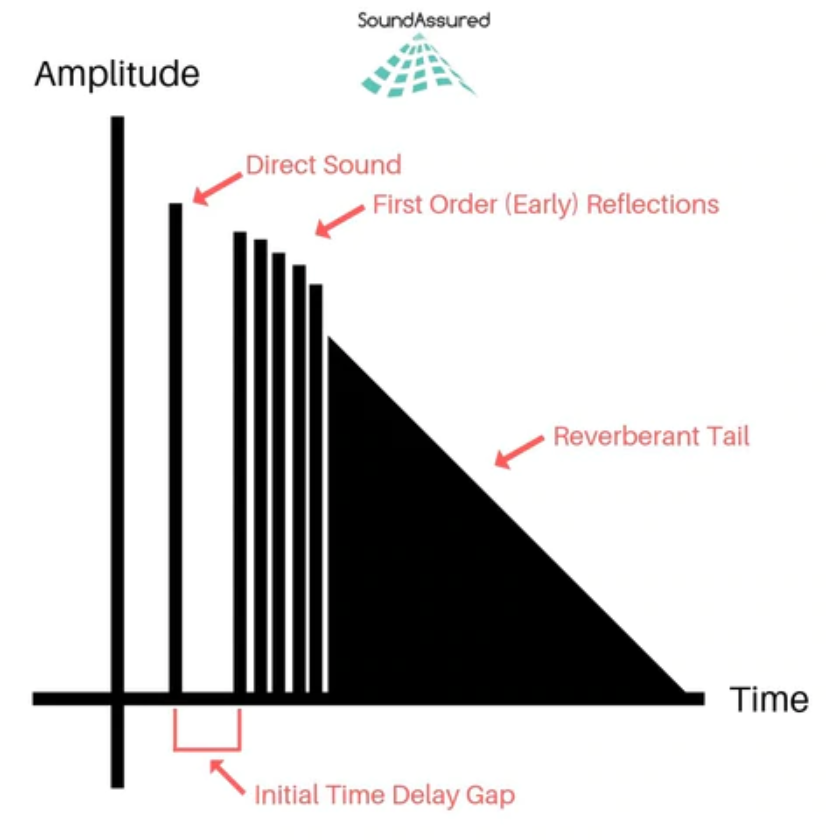 SoundAssured
Amplitude
Direct Sound
First Order (Early) Reflections
Reverberant Tail
Time
Initial Time Delay Gap